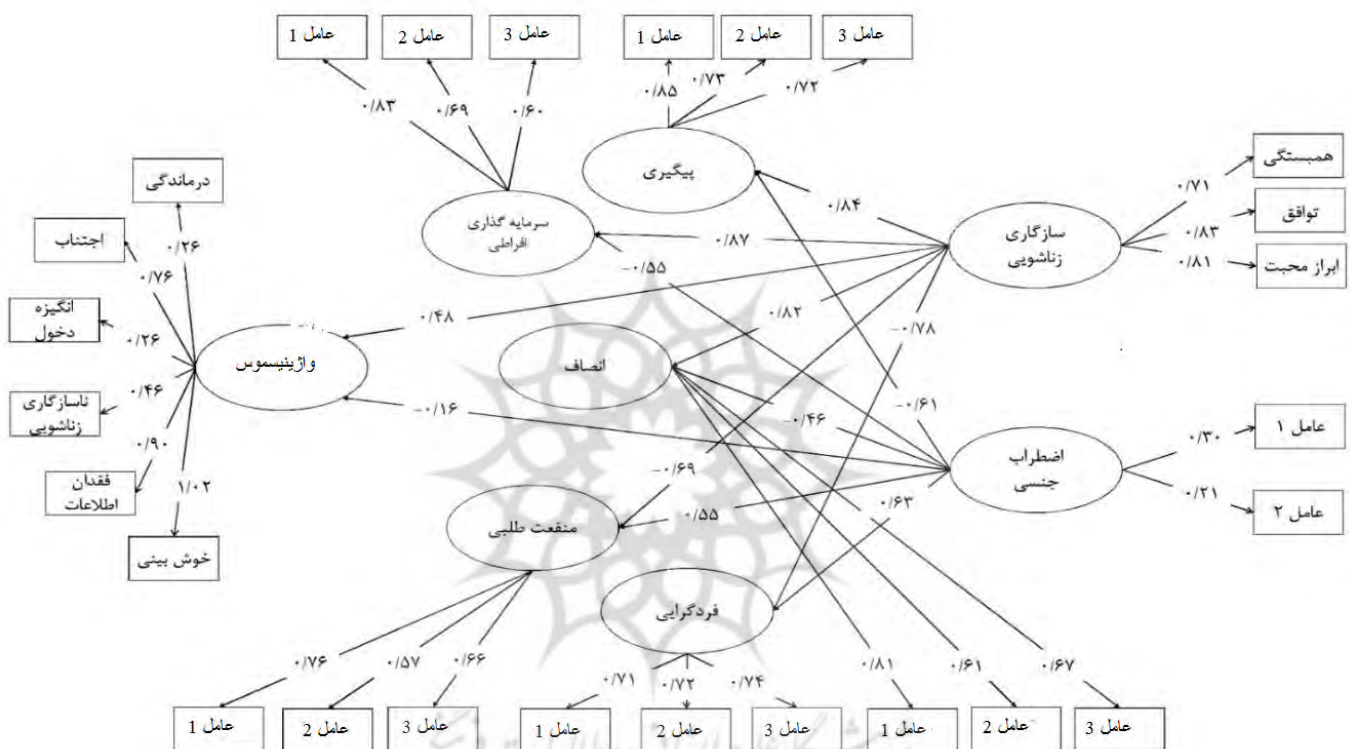 عامل 1
عامل 2
عامل 3
عامل 1
عامل 2
عامل 3
۰/۸۳
۰/۶۹
۰/۶۰
۰/۸۵
۰/۷۳
۰/۷۲
درماندگی
اجتناب
انگیزه
دخول
ناسازگاری
زناشویی
فقدان
اطلاعات
خوش بینی
۰/۲۶
۰/۷۶
۰/۲۶
۰/۴۶
۰/۹۰
۱/۰۲
واژینیسموس
سرمایه گذاری
افراطی
پیگیری
انصاف
منفعت طلبی
فردگرایی
سازگاری
زناشویی
اضطراب
جنسی
۰/۸۴
۰/۸۷
-۰/۵۵
۰/۴۸
۰/۸۲
-۰/۷۸
-۰/۶۱
-۰/۱۶
-۰/۴۶
-۰/۶۹
۰/۵۵
۰/۶۳
همبستگی
توافق
ابراز محبت
۰/۷۱
۰/۸۳
۰/۸۱
عامل ۱
عامل ۲
۰/۳۰
۰/۲۱
۰/۷۶
۰/۵۷
۰/۶۶
۰/۷۱
۰/۷۲
۰/۷۴
۰/۸۱
۰/۶۱
۰/۶۷
عامل 1
عامل 2
عامل 3
عامل 1
عامل 2
عامل 3
عامل 1
عامل 2
عامل 3